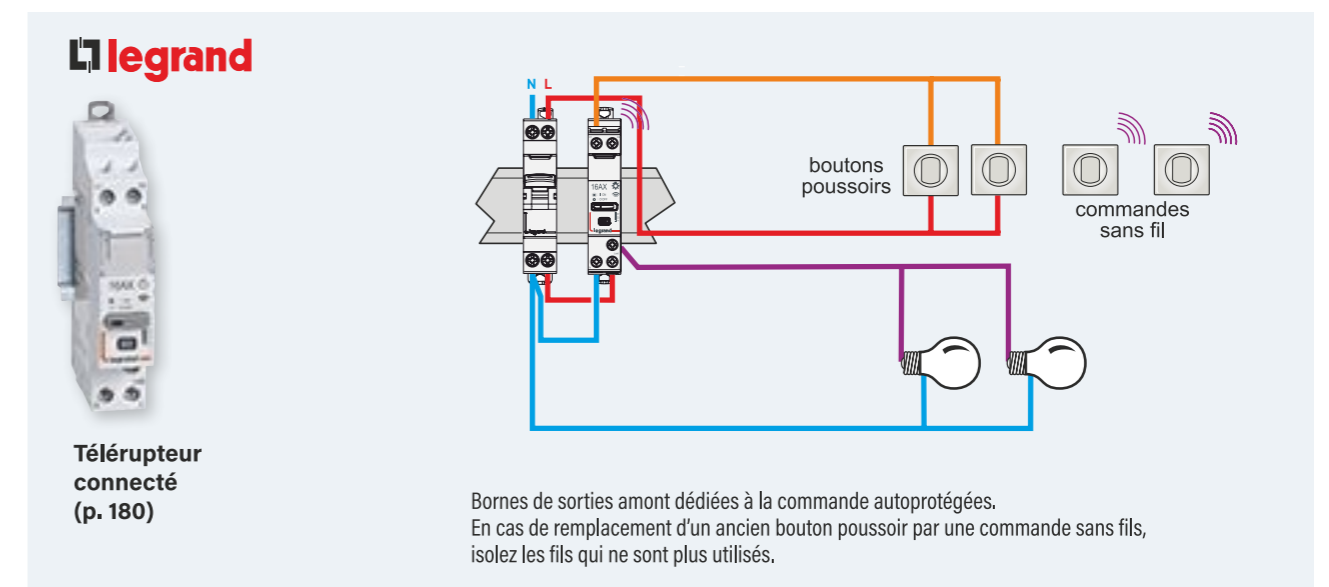 legrand
N L
16AX
legrand
legrand
boutons
poussoirs
commandes
sans fil
16AX
Télérupteur
connecté
(p. 180)
Bornes de sorties amont dédiées à la commande autoprotégées.
En cas de remplacement d'un ancien bouton poussoir par une commande sans fils,
isolez les fils qui ne sont plus utilisés.